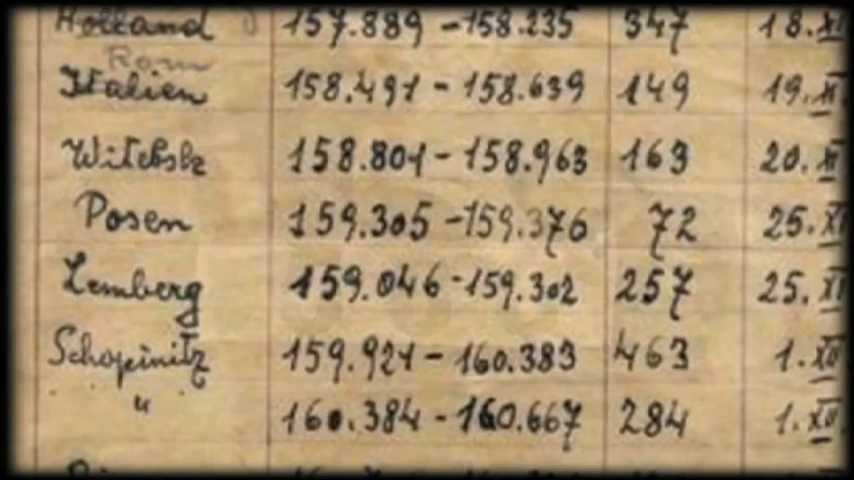 Holland 157.889 - 158.235 347 18.XI
Rom
Italien 158.491 - 158.639 149 19.XI
Witebsk 158.801 - 158.963 163 20.XI
Posen 159.305 - 159.376 72 25.XI
Lemberg 159.046 - 159.302 257 25.XI
Schopinitz 159.921 - 160.383 463 1.XII
" 160.384 - 160.667 284 1.XII